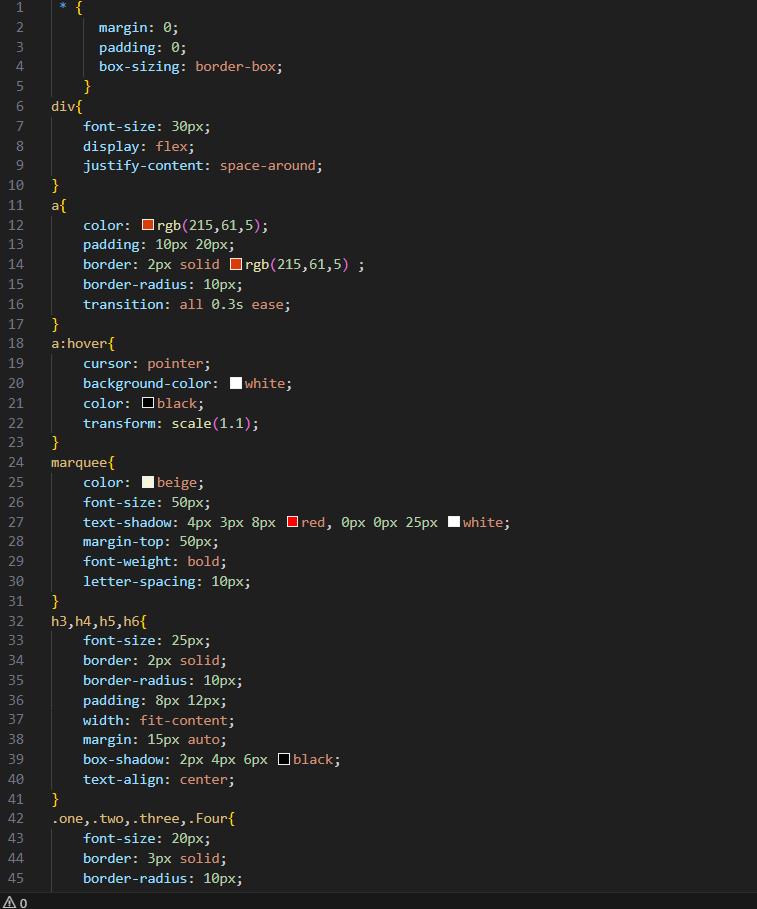 1 * {
2 margin: 0;
3 padding: 0;
4 box-sizing: border-box;
5 }
6 div{
7 font-size: 30px;
8 display: flex;
9 justify-content: space-around;
10 }
11 a{
12 color: rgb(215,61,5);
13 padding: 10px 20px;
14 border: 2px solid rgb(215,61,5) ;
15 border-radius: 10px;
16 transition: all 0.3s ease;
17 }
18 a:hover{
19 cursor: pointer;
20 background-color: white;
21 color: black;
22 transform: scale(1.1);
23 }
24 marquee{
25 color: beige;
26 font-size: 50px;
27 text-shadow: 4px 3px 8px red, 0px 0px 25px white;
28 margin-top: 50px;
29 font-weight: bold;
30 letter-spacing: 10px;
31 }
32 h3,h4,h5,h6{
33 font-size: 25px;
34 border: 2px solid;
35 border-radius: 10px;
36 padding: 8px 12px;
37 width: fit-content;
38 margin: 15px auto;
39 box-shadow: 2px 4px 6px black;
40 text-align: center;
41 }
42 .one,.two,.three,.Four{
43 font-size: 20px;
44 border: 3px solid;
45 border-radius: 10px;
0